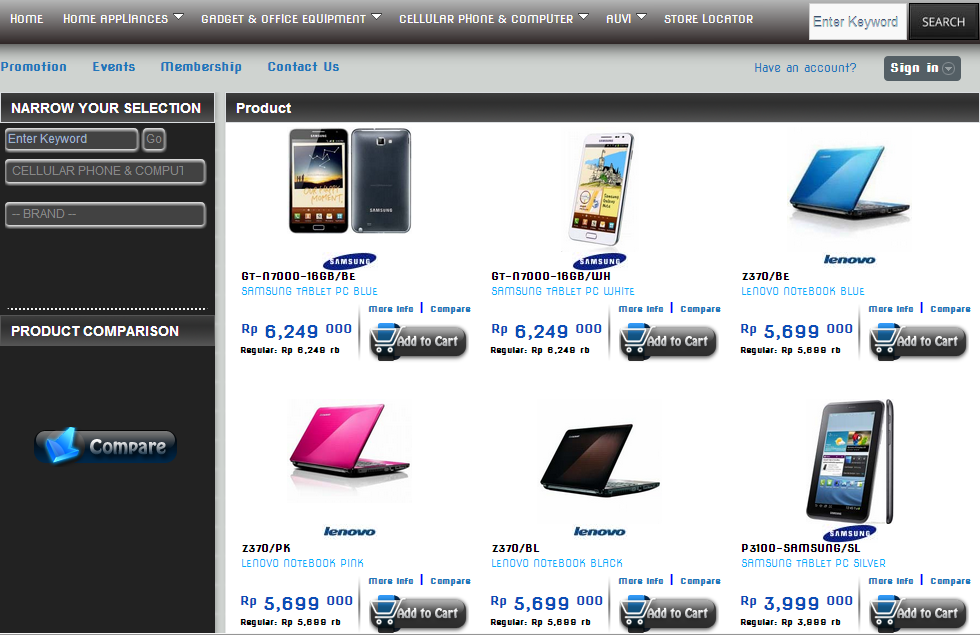 HOME HOME APPLIANCES GADGET & OFFICE EQUIPMENT CELLULAR PHONE & COMPUTER AUVI STORE LOCATOR Enter Keyword SEARCH
Promotion Events Membership Contact Us Have an account? Sign in
NARROW YOUR SELECTION
Enter Keyword Go
CELLULAR PHONE & COMPUT
-- BRAND --
PRODUCT COMPARISON
Compare
Product
SAMSUNG SAMSUNG lenovo
GT-N7000-16GB/BE GT-N7000-16GB/WH Z370/BE
SAMSUNG TABLET PC BLUE SAMSUNG TABLET PC WHITE LENOVO NOTEBOOK BLUE
More Info | Compare More Info | Compare More Info | Compare
Rp 6,249 000 Add to Cart Rp 6,249 000 Add to Cart Rp 5,699 000 Add to Cart
Regular: Rp 6,249 rb Regular: Rp 6,249 rb Regular: Rp 5,699 rb
lenovo lenovo SAMSUNG
Z370/PK Z370/BL P3100-SAMSUNG/SL
LENOVO NOTEBOOK PINK LENOVO NOTEBOOK BLACK SAMSUNG TABLET PC SILVER
More Info | Compare More Info | Compare More Info | Compare
Rp 5,699 000 Add to Cart Rp 5,699 000 Add to Cart Rp 3,999 000 Add to Cart
Regular: Rp 5,699 rb Regular: Rp 5,699 rb Regular: Rp 3,999 rb